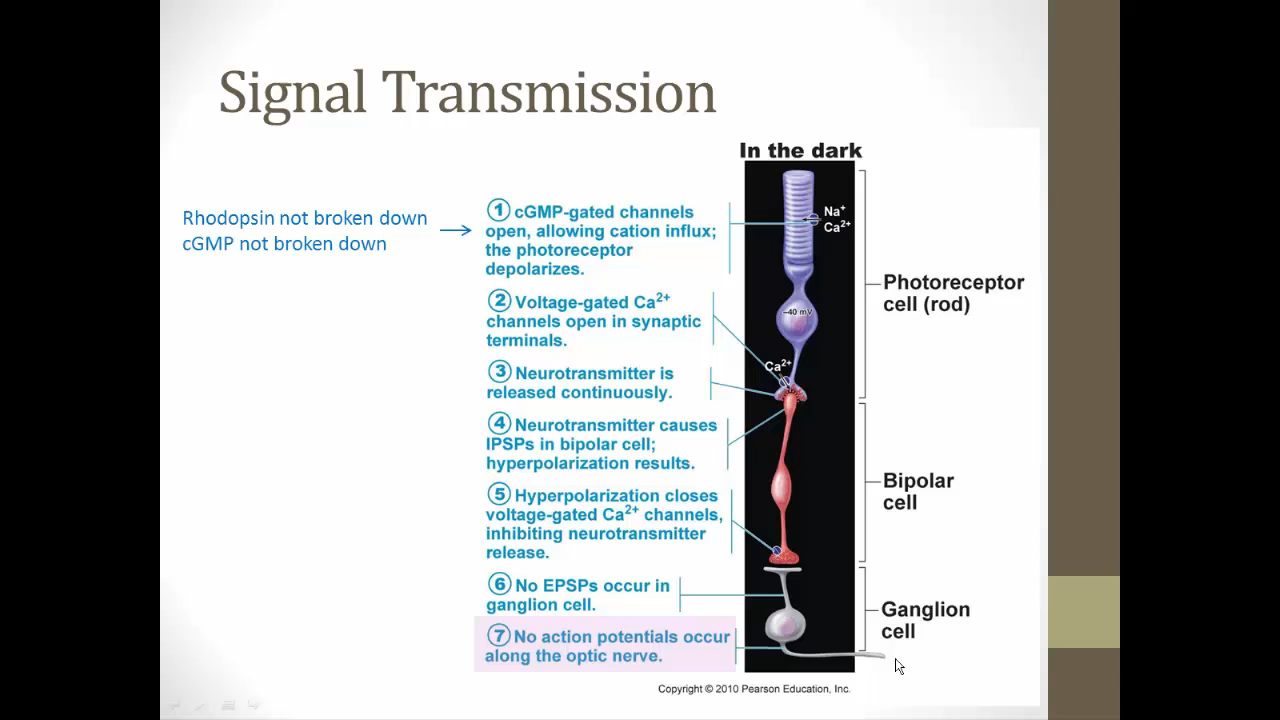 Signal Transmission
In the dark
Rhodopsin not broken down
cGMP not broken down
① cGMP-gated channels
open, allowing cation influx;
the photoreceptor
depolarizes.
② Voltage-gated Ca²⁺
channels open in synaptic
terminals.
③ Neurotransmitter is
released continuously.
④ Neurotransmitter causes
IPSPs in bipolar cell;
hyperpolarization results.
⑤ Hyperpolarization closes
voltage-gated Ca²⁺ channels,
inhibiting neurotransmitter
release.
⑥ No EPSPs occur in
ganglion cell.
⑦ No action potentials occur
along the optic nerve.
Na⁺
Ca²⁺
–40 mV
Ca²⁺
Photoreceptor
cell (rod)
Bipolar
cell
Ganglion
cell
Copyright © 2010 Pearson Education, Inc.